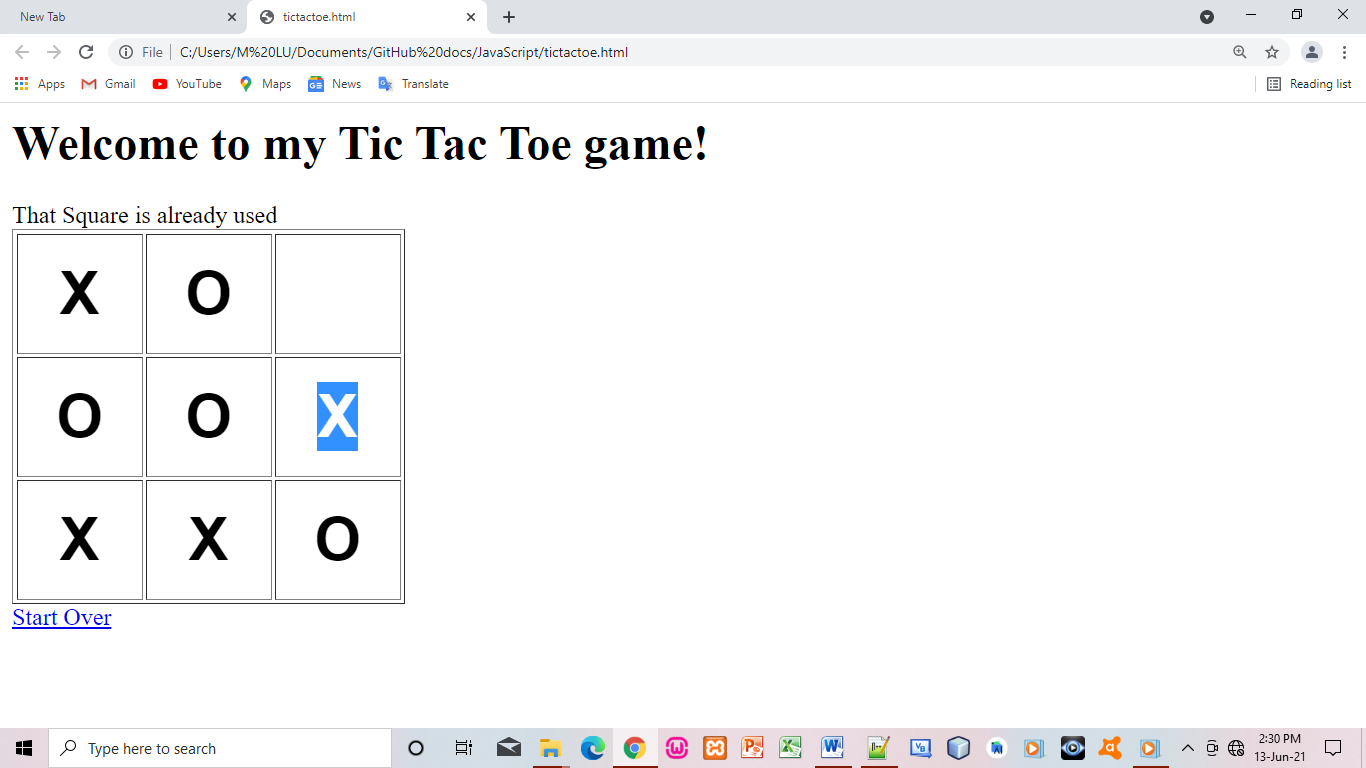 New Tab
tictactoe.html
File
C:/Users/M%20LU/Documents/GitHub%20docs/JavaScript/tictactoe.html
Apps Gmail YouTube Maps News Translate Reading list
Welcome to my Tic Tac Toe game!
That Square is already used
X O
O O X
X X O
Start Over
Type here to search
2:30 PM
13-Jun-21